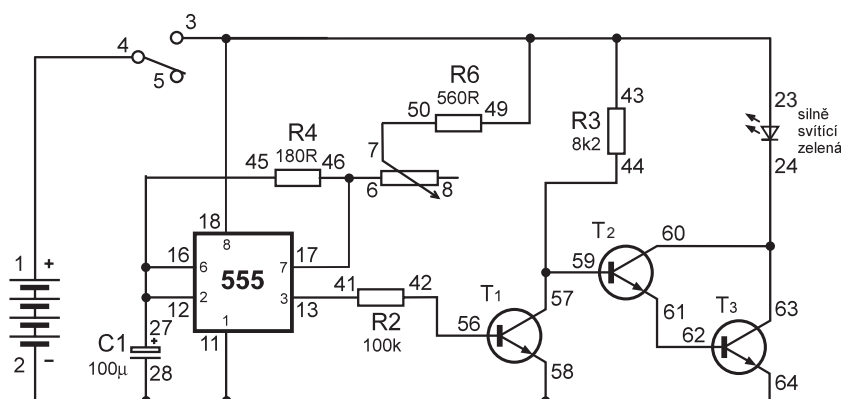 3
4
5
R6
560R
50
49
43
23
silně
svítící
zelená
R3
8k2
R4
180R
45
46
7
6
8
44
24
18
8
T2
60
1
+
16
6
555
7
17
59
12
2
3
13
41
42
T1
57
61
T3
63
27
+
1
11
R2
100k
56
62
C1
100µ
2
−
28
58
64